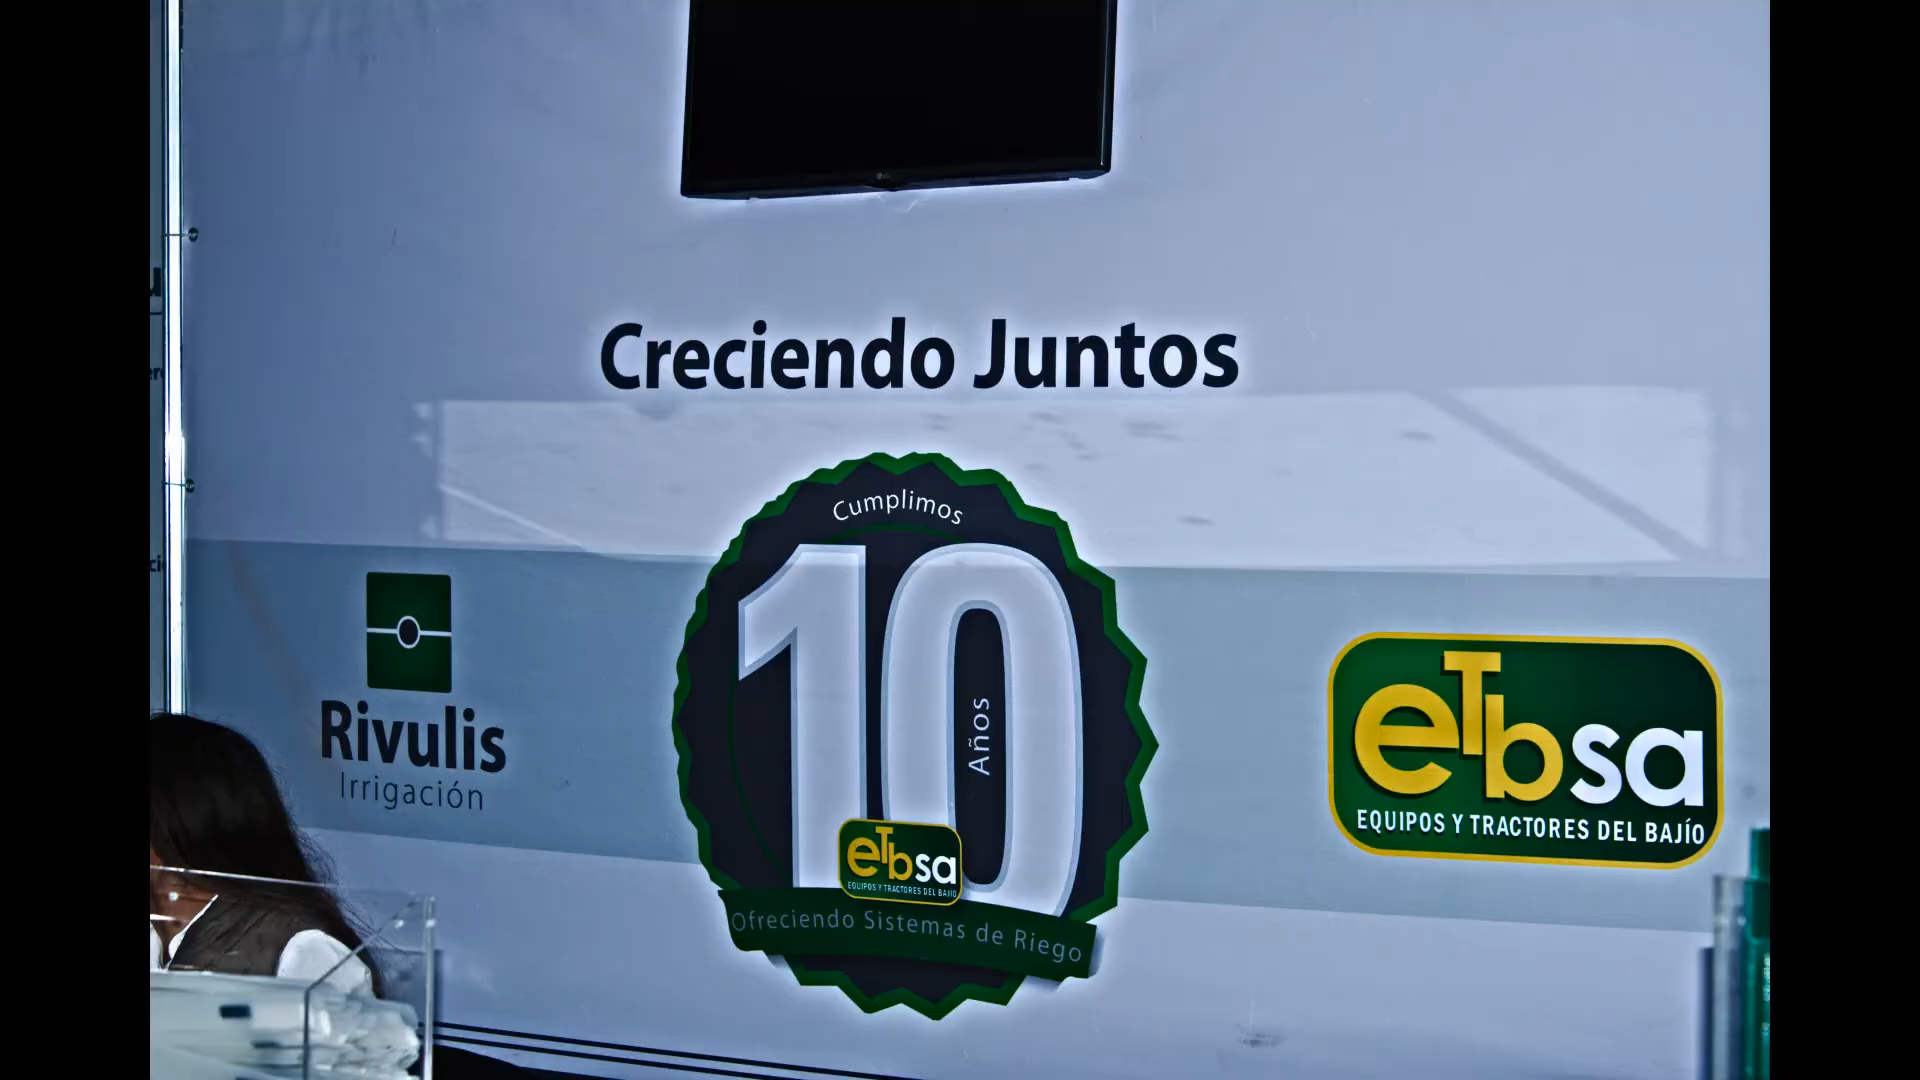 LG
Creciendo Juntos
Cumplimos
10
Años
Rivulis
Irrigación
eTbsa
EQUIPOS Y TRACTORES DEL BAJÍO
eTbsa
EQUIPOS Y TRACTORES DEL BAJÍO
Ofreciendo Sistemas de Riego